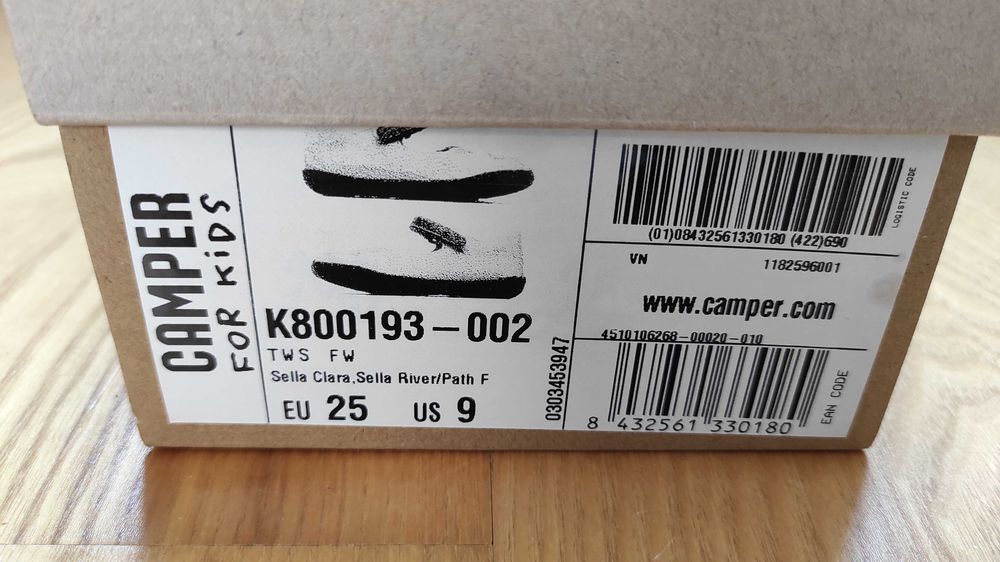 CAMPER
FOR KiDS
K800193-002
TWS FW
Sella Clara,Sella River/Path F
EU 25 US 9
0303453947
(01)08432561330180 (422)690
LOGISTIC CODE
VN 1182596001
www.camper.com
4510106268-00020-010
8 432561 330180
EAN CODE